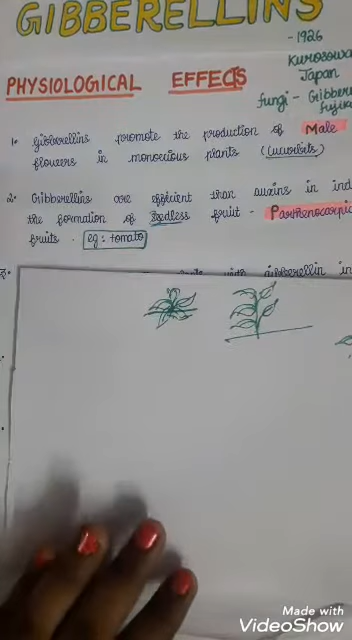 GIBBERELLINS
- 1926
Kurosowa
Japan
fungi - Gibbere
fujik
PHYSIOLOGICAL EFFECTS
1. Gibberellins promote the production of Male
flowers in monoecious plants (cucurbits)
2. Gibberellins are efficient than auxins in ind
the formation of Seedless fruit - Parthenocarpic
fruits - eg: tomato
with gibberellin in
Made with
VideoShow